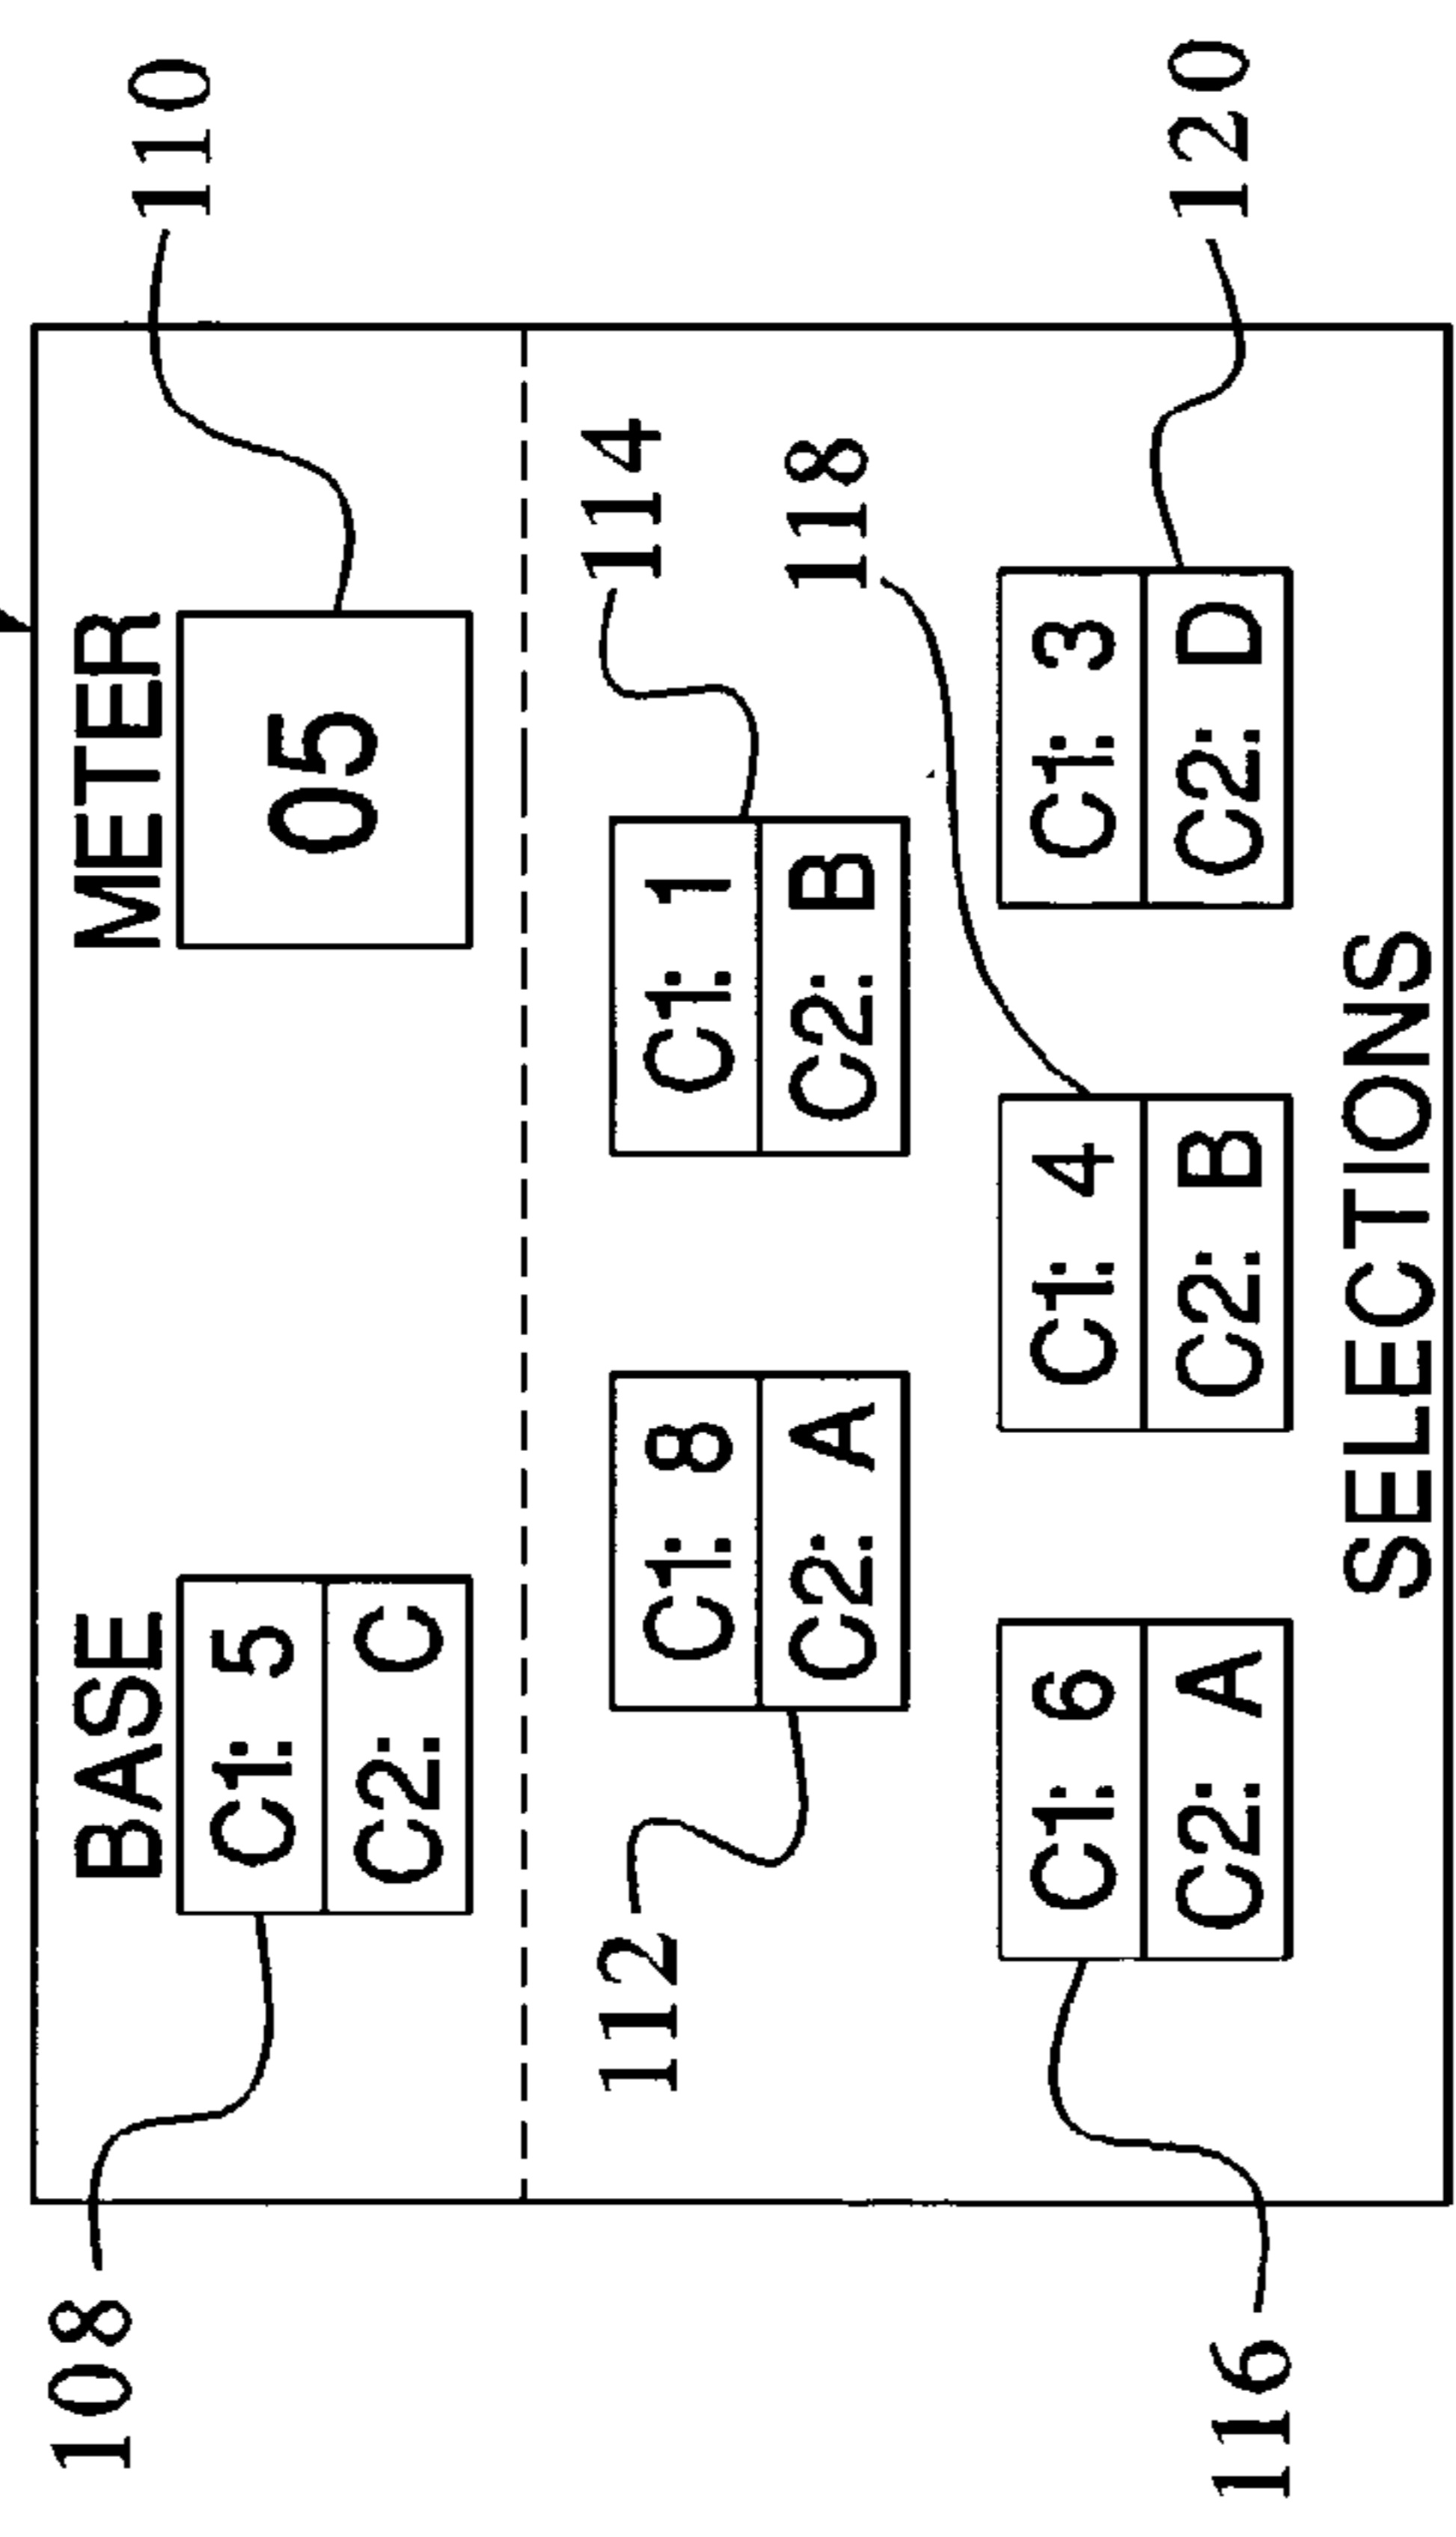 108
BASE
METER
110
C1: 5
C2: C
05
112
C1: 8
C2: A
C1: 1
C2: B
114
118
116
C1: 6
C2: A
C1: 4
C2: B
C1: 3
C2: D
120
SELECTIONS